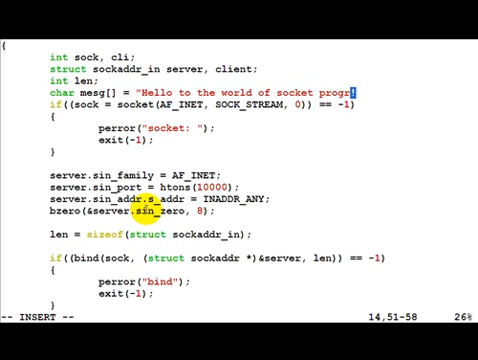 {
int sock, cli;
struct sockaddr_in server, client;
int len;
char mesg[] = "Hello to the world of socket progr!
if((sock = socket(AF_INET, SOCK_STREAM, 0)) == -1)
{
perror("socket: ");
exit(-1);
}
server.sin_family = AF_INET;
server.sin_port = htons(10000);
server.sin_addr.s_addr = INADDR_ANY;
bzero(&server.sin_zero, 8);
len = sizeof(struct sockaddr_in);
if((bind(sock, (struct sockaddr *)&server, len)) == -1)
{
perror("bind");
exit(-1);
}
-- INSERT -- 14,51-58 26%